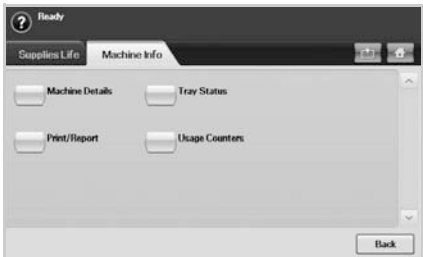 ? Ready
Supplies Life Machine Info
Machine Details Tray Status
Print/Report Usage Counters
Back